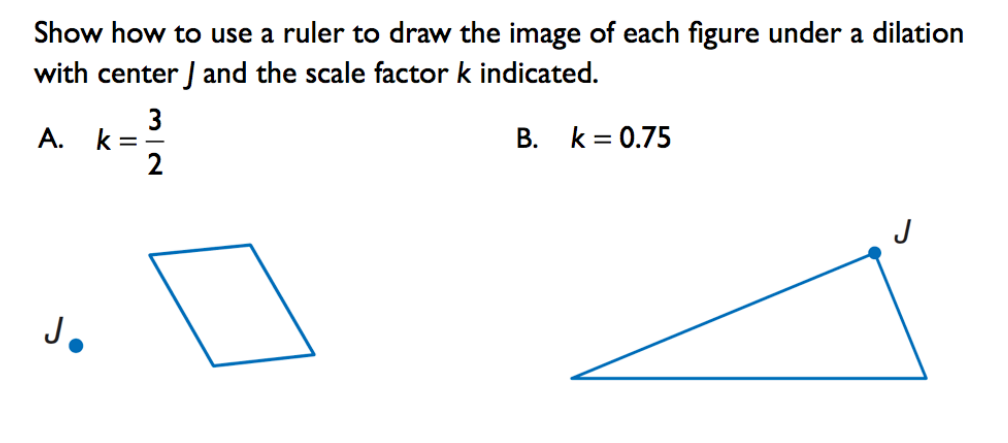 Show how to use a ruler to draw the image of each figure under a dilation
with center J and the scale factor k indicated.
A. k = 3/2
B. k = 0.75
J
J